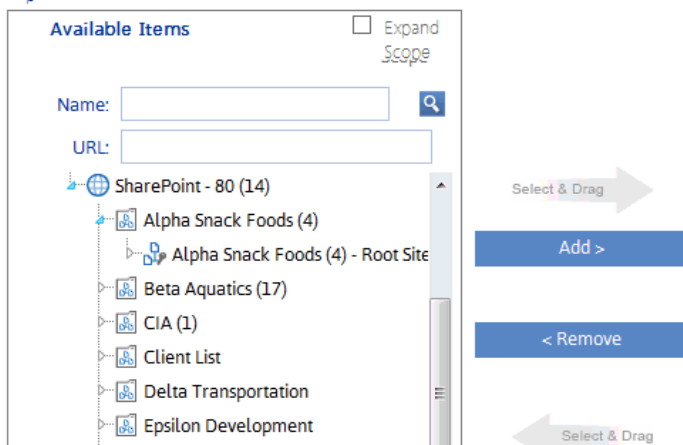 Available Items
Expand
Scope
Name:
URL:
SharePoint - 80 (14)
Select & Drag
Alpha Snack Foods (4)
Alpha Snack Foods (4) - Root Site
Add >
Beta Aquatics (17)
CIA (1)
< Remove
Client List
Delta Transportation
Epsilon Development
Select & Drag